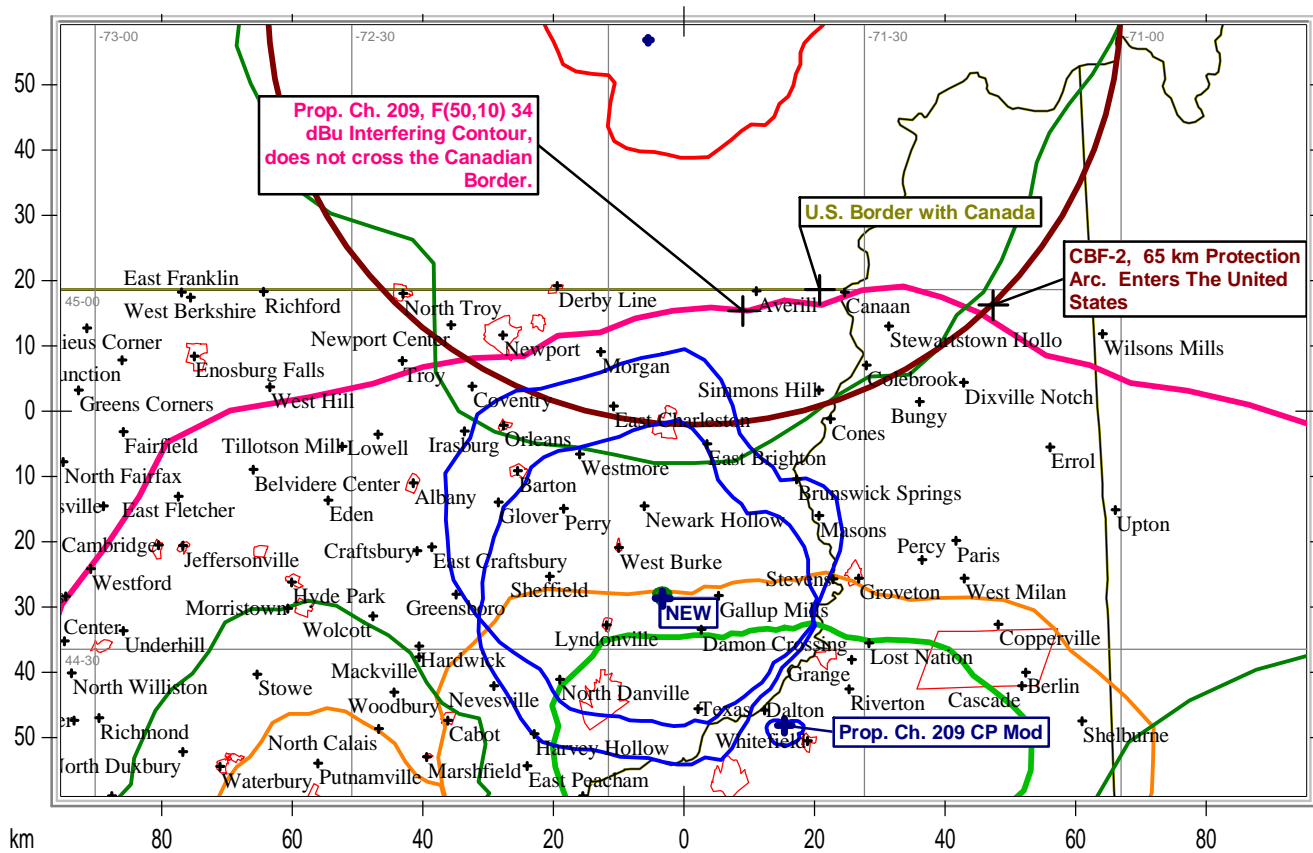 -73-00
-72-30
-71-30
-71-00
50
40
30
20
10
0
10
20
30
40
50
Prop. Ch. 209, F(50,10) 34
dBu Interfering Contour,
does not cross the Canadian
Border.
U.S. Border with Canada
CBF-2, 65 km Protection
Arc. Enters The United
States
45-00
44-30
East Franklin
West Berkshire
Richford
North Troy
Derby Line
Averill
Canaan
ieus Corner
Newport Center
Newport
Stewartstown Hollo
Wilsons Mills
unction
Enosburg Falls
Troy
Morgan
Simmons Hill
Colebrook
Dixville Notch
Greens Corners
West Hill
Coventry
East Charleston
Bungy
Cones
Fairfield
Tillotson Mill
Lowell
Irasburg
Orleans
Errol
North Fairfax
Belvidere Center
Albany
Barton
Westmore
East Brighton
Brunswick Springs
sville
East Fletcher
Eden
Glover
Perry
Newark Hollow
Masons
Upton
Cambridge
Jeffersonville
Craftsbury
East Craftsbury
West Burke
Percy
Paris
Westford
Hyde Park
Sheffield
Stevens
Groveton
West Milan
Morristown
Greensboro
NEW
Gallup Mills
Center
Underhill
Wolcott
Lyndonville
Damon Crossing
Copperville
Hardwick
Lost Nation
North Williston
Stowe
Mackville
Woodbury
Nevesville
North Danville
Grange
Riverton
Cascade
Berlin
er
Richmond
North Calais
Cabot
Texas
Dalton
Prop. Ch. 209 CP Mod
Shelburne
North Duxbury
Waterbury
Putnamville
Marshfield
Harvey Hollow
Whitefield
East Peacham
km
80
60
40
20
0
20
40
60
80